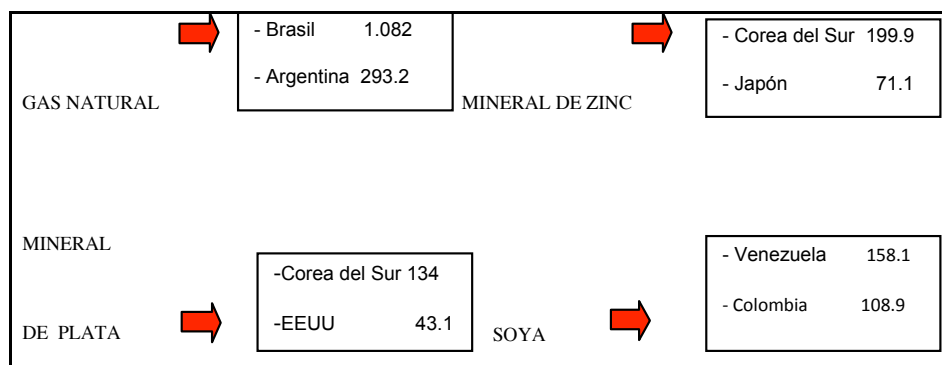 - Brasil 1.082
- Argentina 293.2
GAS NATURAL
- Corea del Sur 199.9
- Japón 71.1
MINERAL DE ZINC
MINERAL
DE PLATA
-Corea del Sur 134
-EEUU 43.1
SOYA
- Venezuela 158.1
- Colombia 108.9